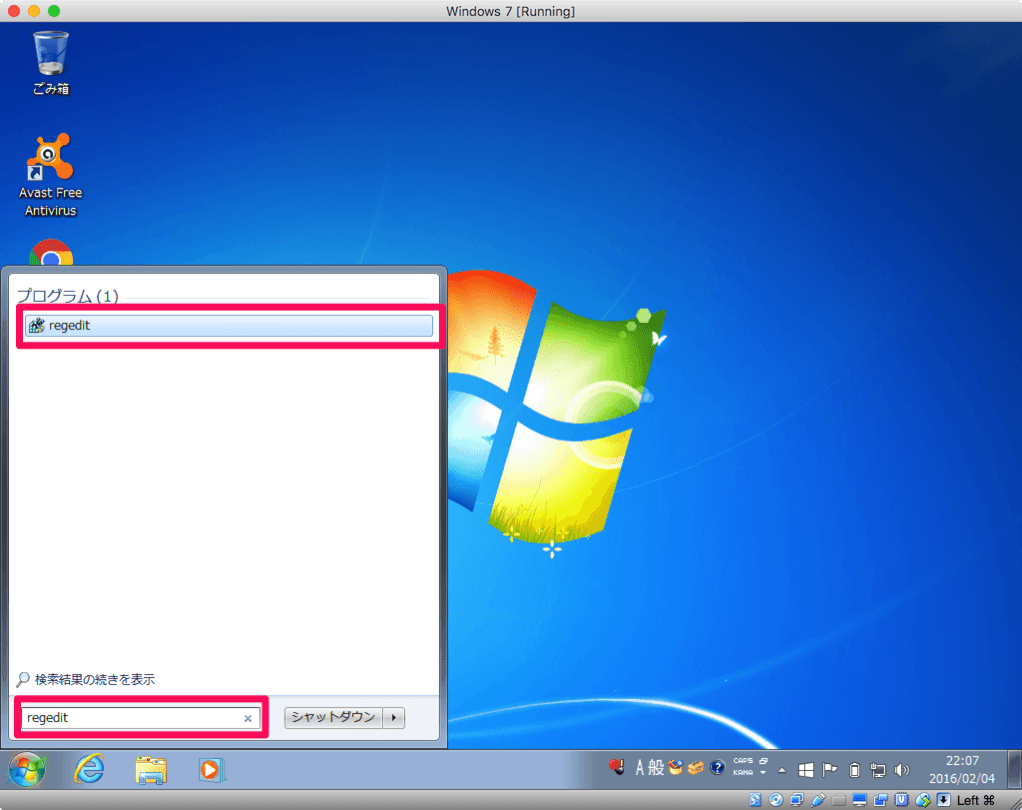 Windows 7 [Running]
ごみ箱
Avast Free
Antivirus
プログラム (1)
regedit
検索結果の続きを表示
regedit
シャットダウン
A 般
CAPS
KANA
22:07
2016/02/04
Left ⌘